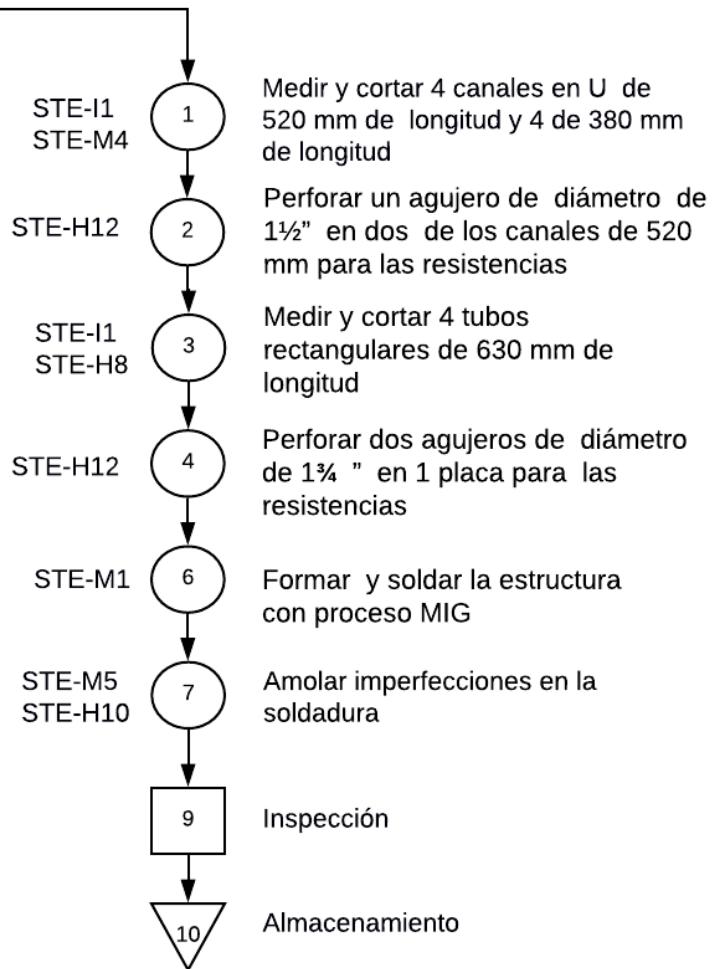 STE-I1
STE-M4
1
Medir y cortar 4 canales en U de
520 mm de longitud y 4 de 380 mm
de longitud
STE-H12
2
Perforar un agujero de diámetro de
1½” en dos de los canales de 520
mm para las resistencias
STE-I1
STE-H8
3
Medir y cortar 4 tubos
rectangulares de 630 mm de
longitud
STE-H12
4
Perforar dos agujeros de diámetro
de 1¾ ” en 1 placa para las
resistencias
STE-M1
6
Formar y soldar la estructura
con proceso MIG
STE-M5
STE-H10
7
Amolar imperfecciones en la
soldadura
9
Inspección
10
Almacenamiento